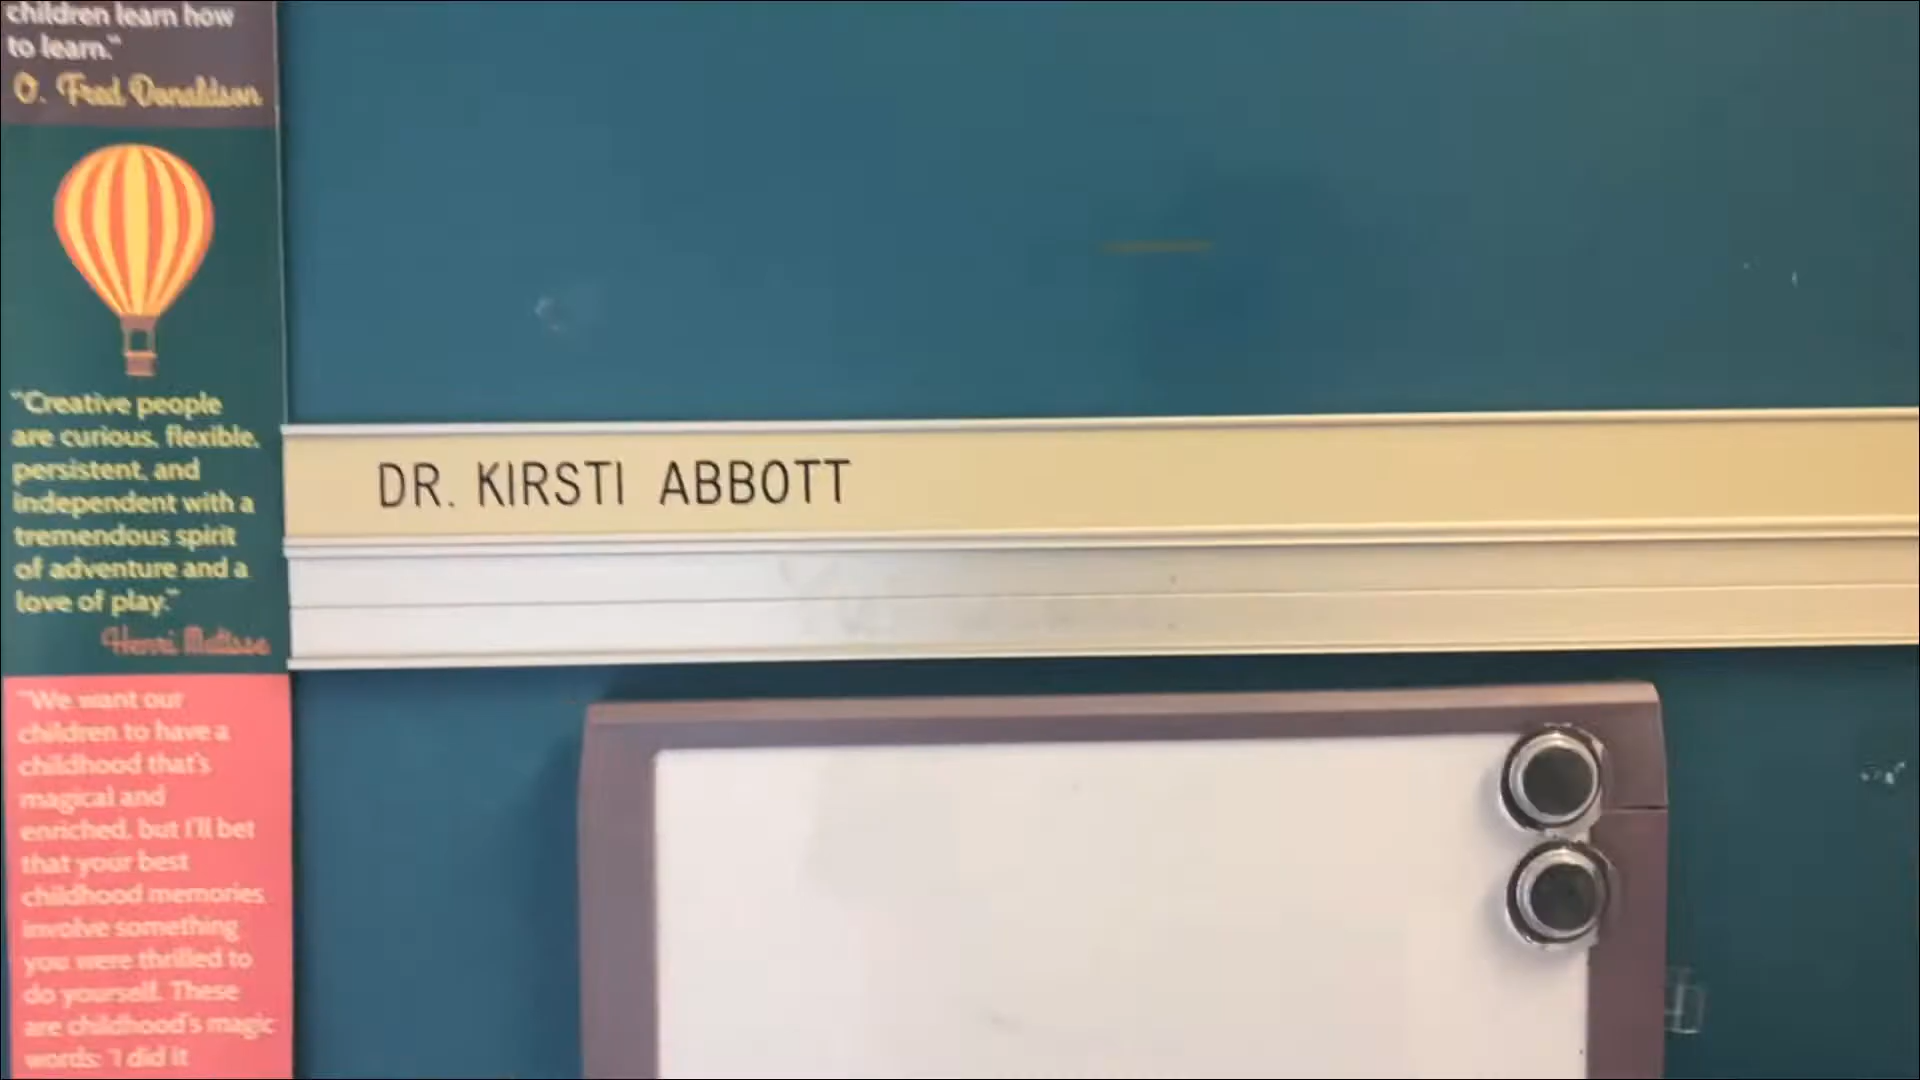 children learn how
to learn."
O. Fred Donaldson
"Creative people
are curious, flexible,
persistent, and
independent with a
tremendous spirit
of adventure and a
love of play."
Henri Matisse
"We want our
children to have a
childhood that's
magical and
enriched, but I'll bet
that your best
childhood memories
involve something
you were thrilled to
do yourself. These
are childhood's magic
words: 'I did it
DR. KIRSTI ABBOTT